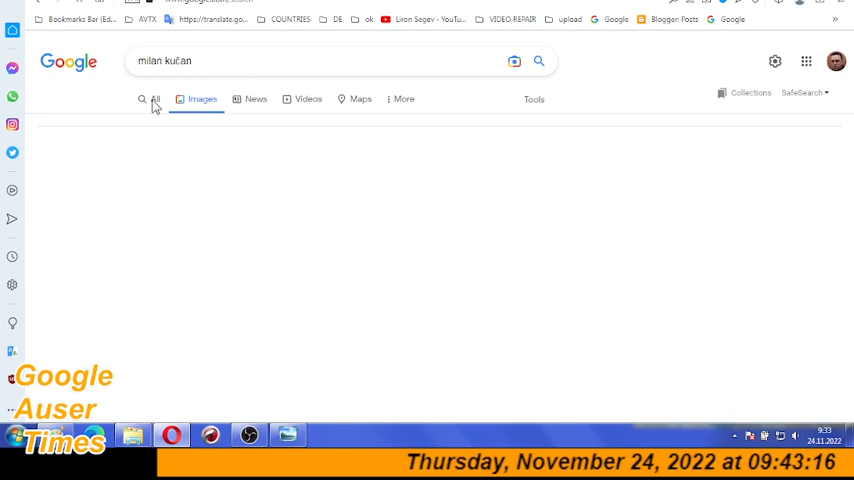 Bookmarks Bar (Ed... AVTX https://translate.go... COUNTRIES DE ok Liron Segev - YouTu... VIDEO REPAIR upload Google Blogger: Posts Google »
Google milan kučan
All Images News Videos Maps More Tools
Collections SafeSearch
Google
Auser
Times
9:33
24.11.2022
Thursday, November 24, 2022 at 09:43:16